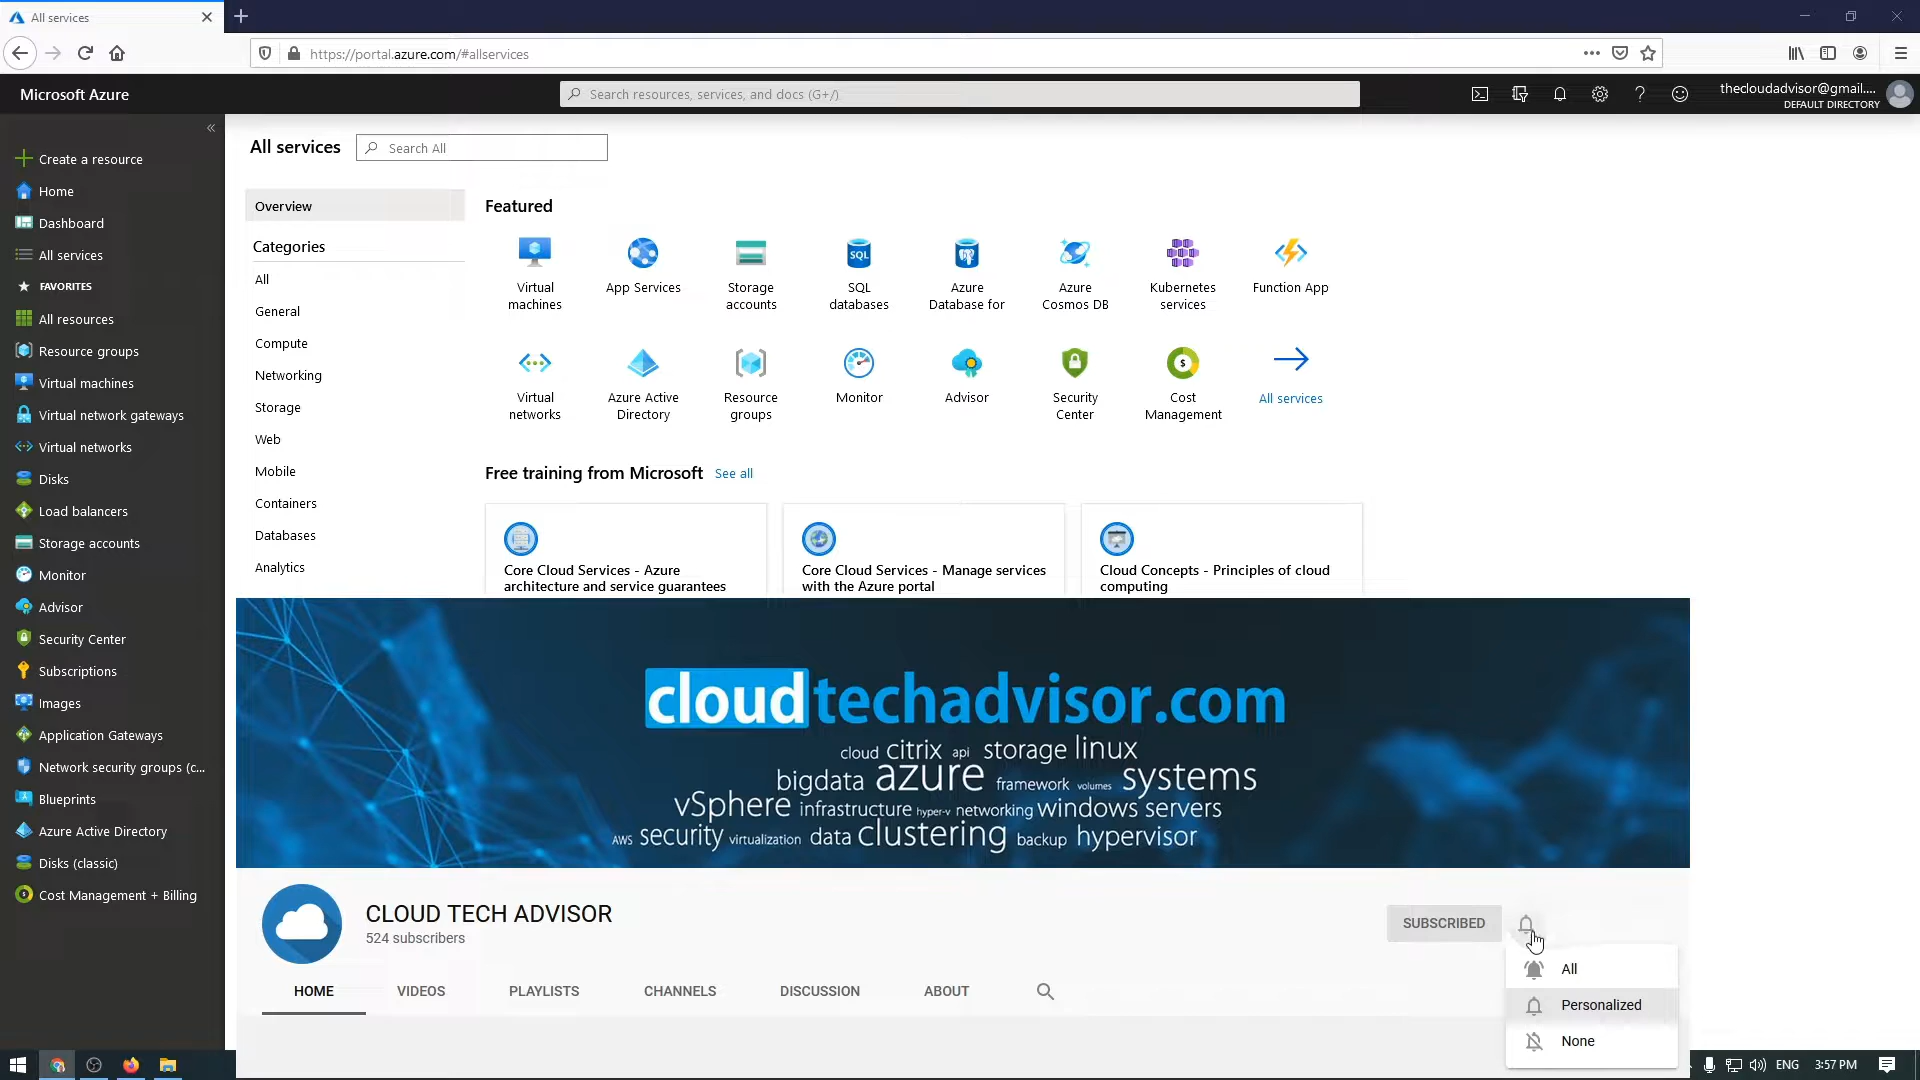 All services
https://portal.azure.com/#allservices
Microsoft Azure
Search resources, services, and docs (G+/)
thecloudadvisor@gmail....
DEFAULT DIRECTORY
Create a resource
Home
Dashboard
All services
FAVORITES
All resources
Resource groups
Virtual machines
Virtual network gateways
Virtual networks
Disks
Load balancers
Storage accounts
Monitor
Advisor
Security Center
Subscriptions
Images
Application Gateways
Network security groups (c...
Blueprints
Azure Active Directory
Disks (classic)
Cost Management + Billing
All services
Search All
Overview
Categories
All
General
Compute
Networking
Storage
Web
Mobile
Containers
Databases
Analytics
Featured
Virtual
machines
App Services
Storage
accounts
SQL
SQL
databases
Azure
Database for
Azure
Cosmos DB
Kubernetes
services
Function App
Virtual
networks
Azure Active
Directory
Resource
groups
Monitor
Advisor
Security
Center
$
Cost
Management
All services
Free training from Microsoft See all
Core Cloud Services - Azure
architecture and service guarantees
Core Cloud Services - Manage services
with the Azure portal
Cloud Concepts - Principles of cloud
computing
cloudtechadvisor.com
cloud citrix api storage linux
bigdata azure framework volumes systems
vSphere infrastructure hyper-v networking windows servers
AWS security virtualization data clustering backup hypervisor
CLOUD TECH ADVISOR
524 subscribers
SUBSCRIBED
All
Personalized
None
HOME VIDEOS PLAYLISTS CHANNELS DISCUSSION ABOUT
ENG 3:57 PM